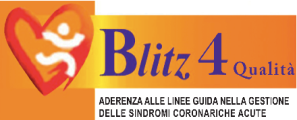 Blitz 4 Qualità
ADERENZA ALLE LINEE GUIDA NELLA GESTIONE
DELLE SINDROMI CORONARICHE ACUTE